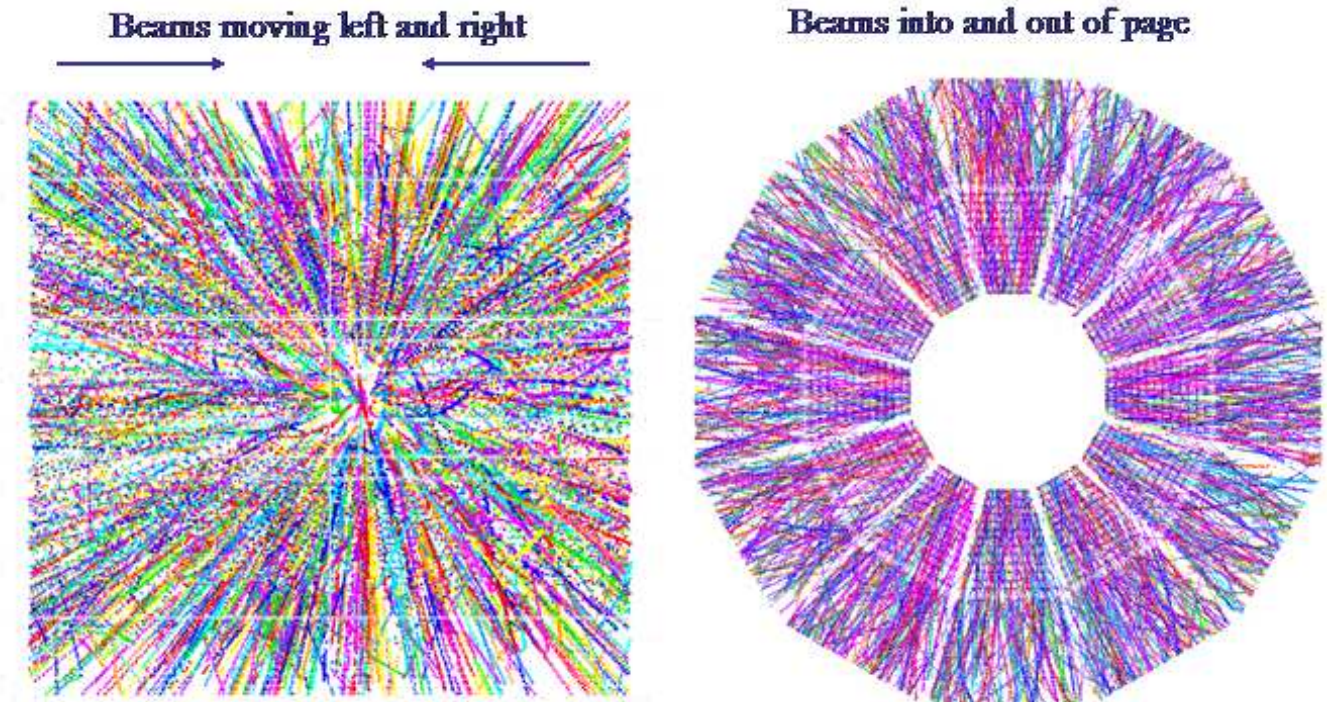 Beams moving left and right
Beams into and out of page